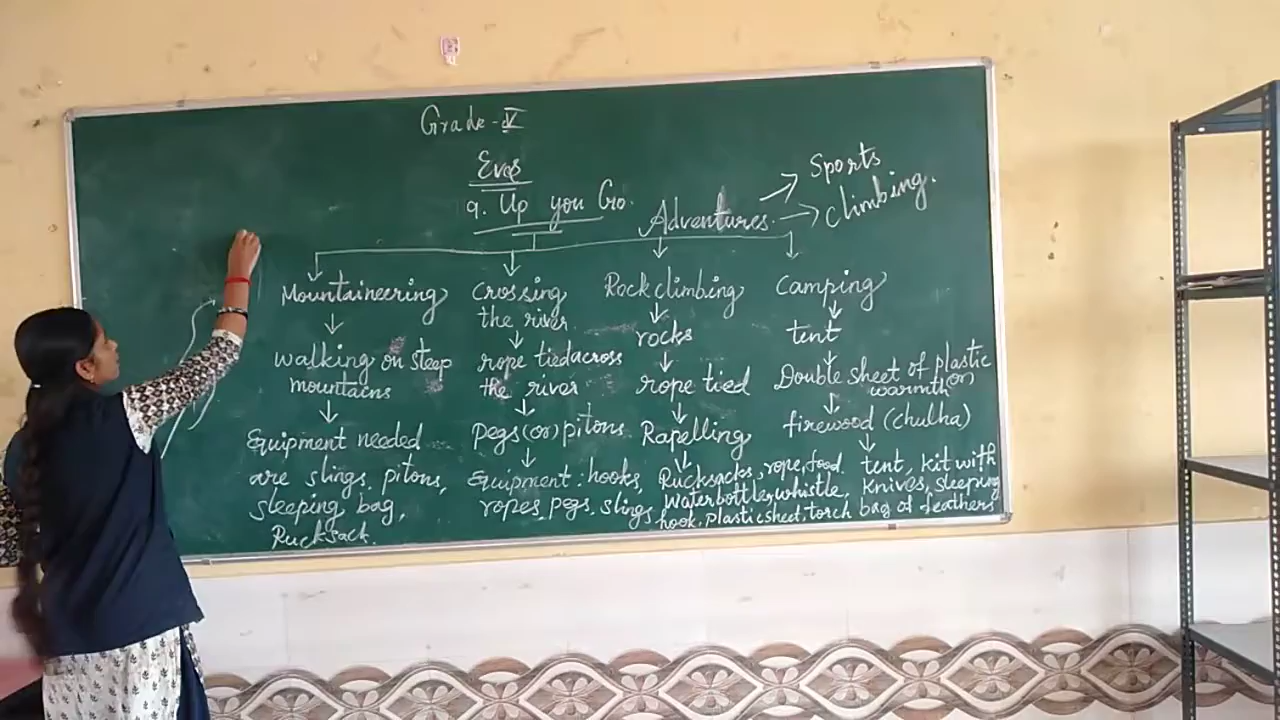 Grade - V
Evs
9. Up you Go.
Adventures.
Sports
climbing.
Mountaineering
walking on steep
mountains
Equipment needed
are slings, pitons,
sleeping bag,
Rucksack.
Crossing
the river
rope tied across
the river
pegs (or) pitons
Equipment : hooks,
ropes, pegs, slings
Rock climbing
rocks
rope tied
Rapelling
Rucksacks, rope, food
Water bottle, whistle,
hook, plastic sheet, torch
Camping
tent
Double sheet of plastic
warmth
firewood (chulha)
tent, kit with
knives, sleeping
bag of feathers